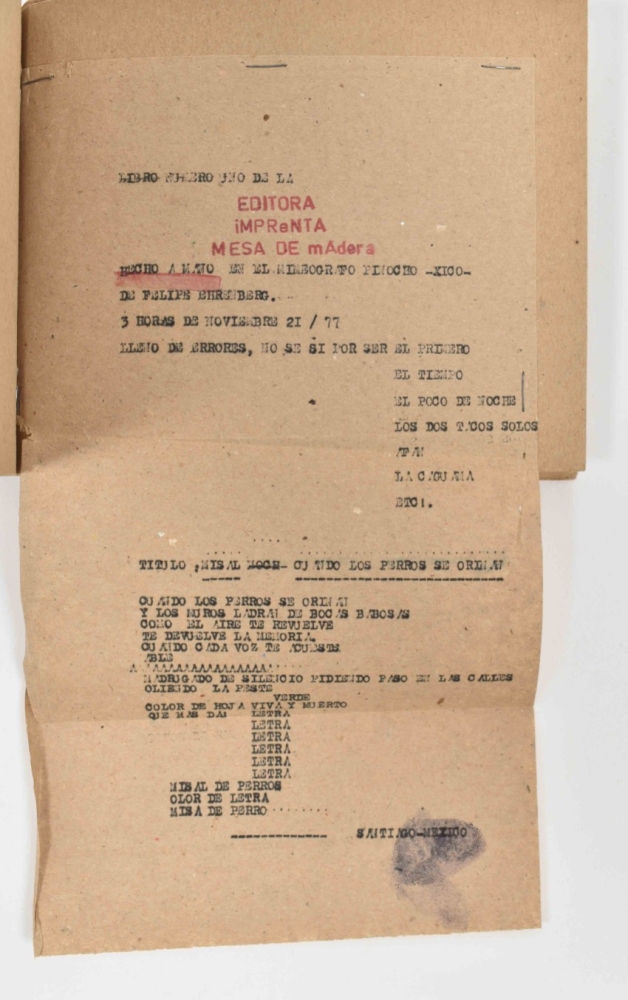 LIBRO NUMERO UNO DE LA
EDITORA
iMPReNTA
MESA DE mAdera
HECHO A MANO EN EL MIMEOGRAFO PINOCHO -XICO-
DE FELIPE EHRENBERG.
3 HORAS DE NOVIEMBRE 21 / 77
LLENO DE ERRORES, NO SE SI POR SER EL PRIMERO
EL TIEMPO
EL POCO DE NOCHE
LOS DOS TACOS SOLOS
LA CAGUAMA
ETC!.
TITULO ,MISAL CUANDO LOS PERROS SE ORINAN
CUANDO LOS PERROS SE ORINAN
Y LOS MUROS LADRAN DE BOCAS BABOSAS
COMO EL AIRE TE REVUELVE
TE DEVUELVE LA MEMORIA.
CUANDO CADA VOZ TE ACUESTE
ABLE
A AAAAAAAAAAAAAAAAAA
MADRUGADO DE SILENCIO PIDIENDO PASO EN LAS CALLES
OLIENDO LA PESTE
VERDE
COLOR DE HOJA VIVA Y MUERTO
QUE MAS DAN LETRA
LETRA
LETRA
LETRA
LETRA
LETRA
MISAL DE PERROS
OLOR DE LETRA
MISA DE PERRO........
------------- SANTIAGO-MEXICO